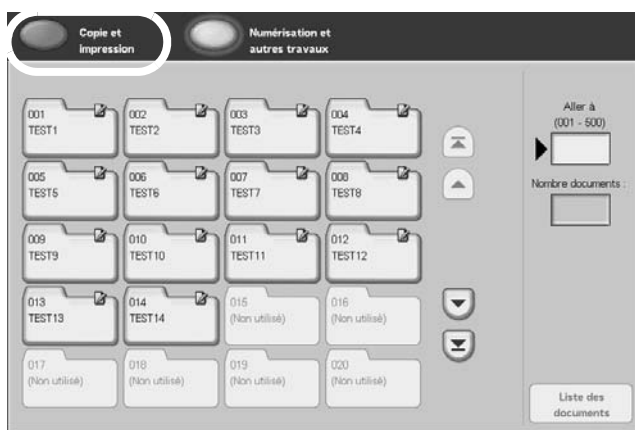 Copie et
impression
Numérisation et
autres travaux
001
TEST1
002
TEST2
003
TEST3
004
TEST4
005
TEST5
006
TEST6
007
TEST7
008
TEST8
009
TEST9
010
TEST10
011
TEST11
012
TEST12
013
TEST13
014
TEST14
015
(Non utilisé)
016
(Non utilisé)
017
(Non utilisé)
018
(Non utilisé)
019
(Non utilisé)
020
(Non utilisé)
Aller à
(001 - 500)
Nombre documents :
Liste des
documents